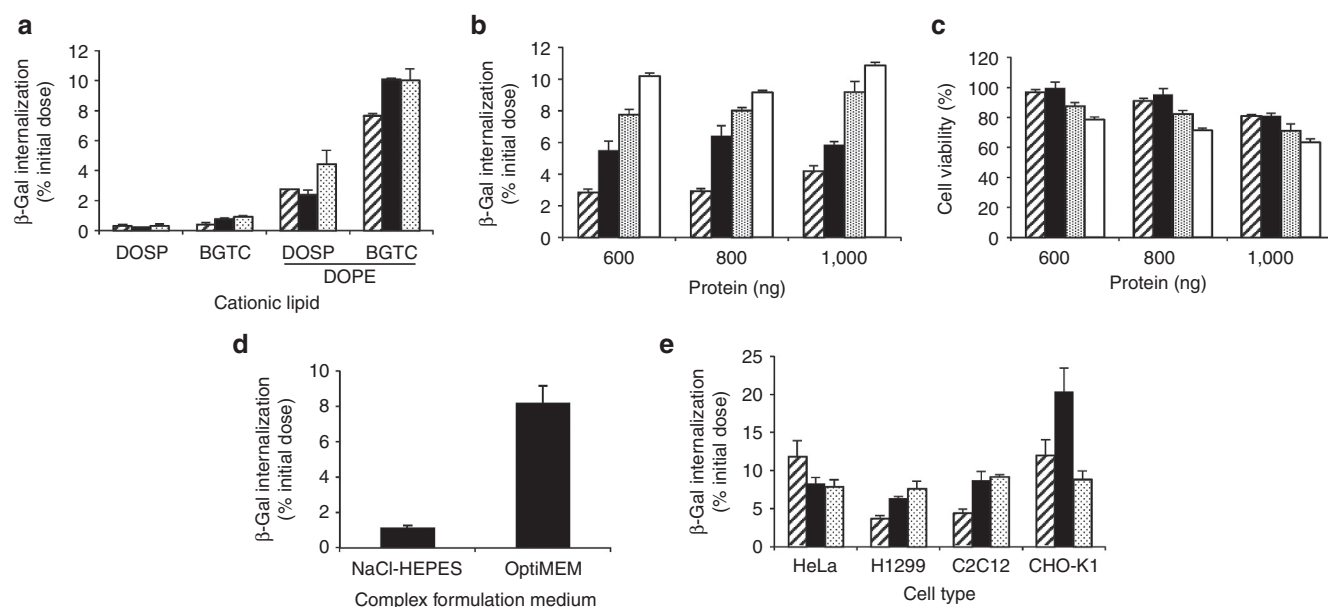 a
β-Gal internalization
(% initial dose)
12
10
8
6
4
2
0
DOSP BGTC DOSP BGTC
DOPE
Cationic lipid
b
β-Gal internalization
(% initial dose)
12
10
8
6
4
2
0
600 800 1,000
Protein (ng)
c
Cell viability (%)
120
100
80
60
40
20
0
600 800 1,000
Protein (ng)
d
β-Gal internalization
(% initial dose)
10
8
6
4
2
0
NaCl-HEPES OptiMEM
Complex formulation medium
e
β-Gal internalization
(% initial dose)
25
20
15
10
5
0
HeLa H1299 C2C12 CHO-K1
Cell type